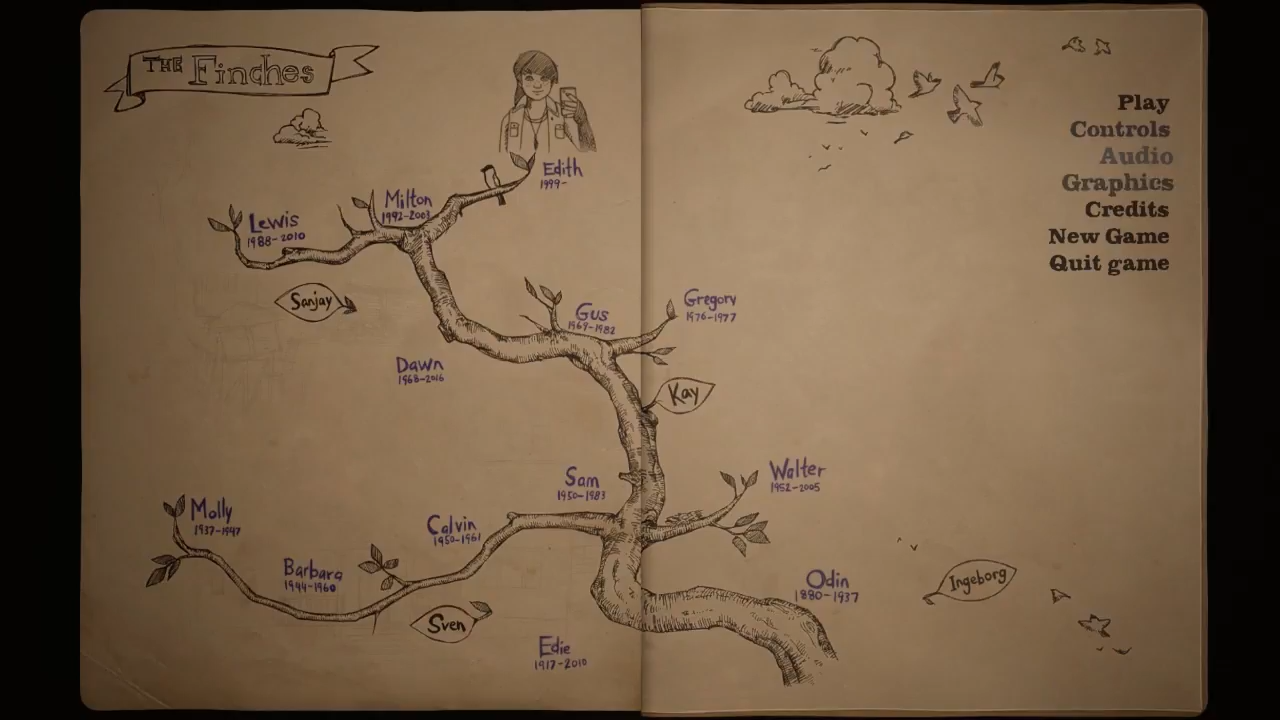 THE Finches
Edith
1999-
Milton
1992-2003
Lewis
1988-2010
Sanjay
Gus
1969-1982
Gregory
1976-1977
Dawn
1968-2016
Kay
Sam
1950-1983
Walter
1952-2005
Molly
1937-1947
Calvin
1950-1961
Barbara
1944-1960
Sven
Edie
1917-2010
Odin
1880-1937
Ingeborg
Play
Controls
Audio
Graphics
Credits
New Game
Quit game